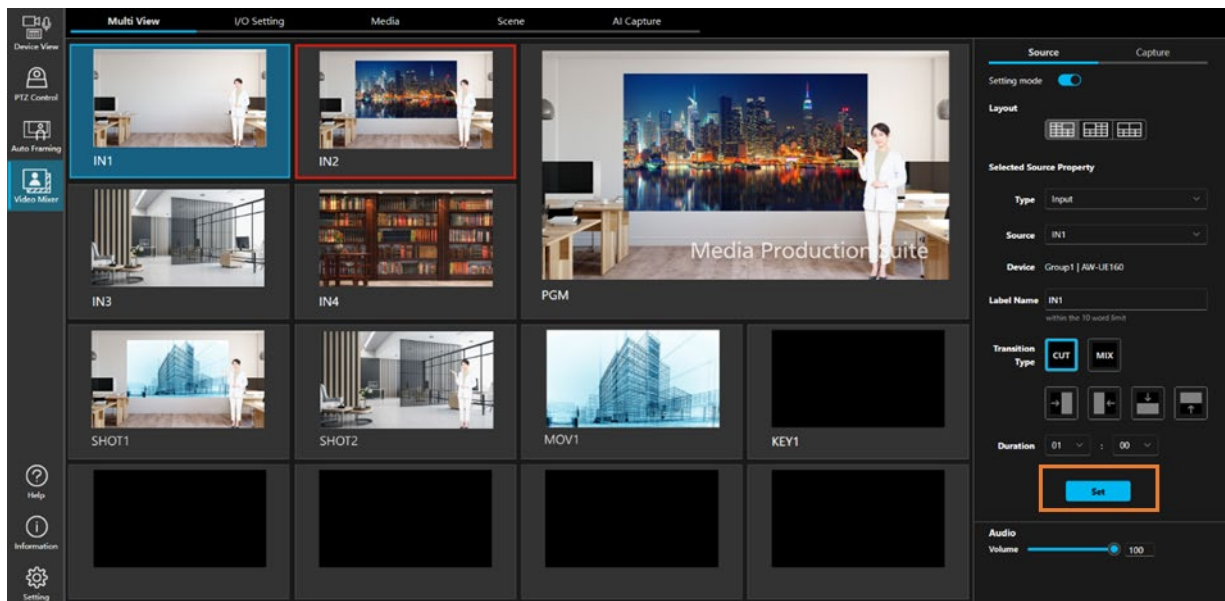 Multi View
I/O Setting
Media
Scene
AI Capture
Device View
PTZ Control
Auto Framing
Video Mixer
Help
Information
Setting
IN1
IN2
Media Production Suite
PGM
IN3
IN4
SHOT1
SHOT2
MOV1
KEY1
Source
Capture
Setting mode
Layout
Selected Source Property
Type
Input
Source
IN1
Device
Group1 | AW-UE160
Label Name
IN1
within the 10 word limit
Transition
Type
CUT
MIX
Duration
01 : 00
Set
Audio
Volume
100